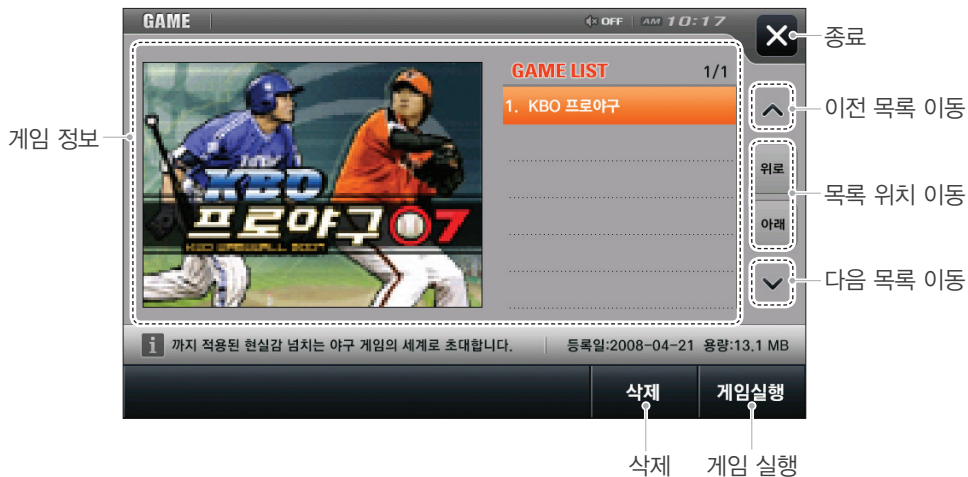 GAME
OFF AM 10:17
종료
GAME LIST 1/1
1. KBO 프로야구
이전 목록 이동
게임 정보
위로
목록 위치 이동
아래
KBO
프로야구 07
다음 목록 이동
까지 적용된 현실감 넘치는 야구 게임의 세계로 초대합니다. 등록일:2008-04-21 용량:13.1 MB
삭제 게임실행
삭제 게임 실행